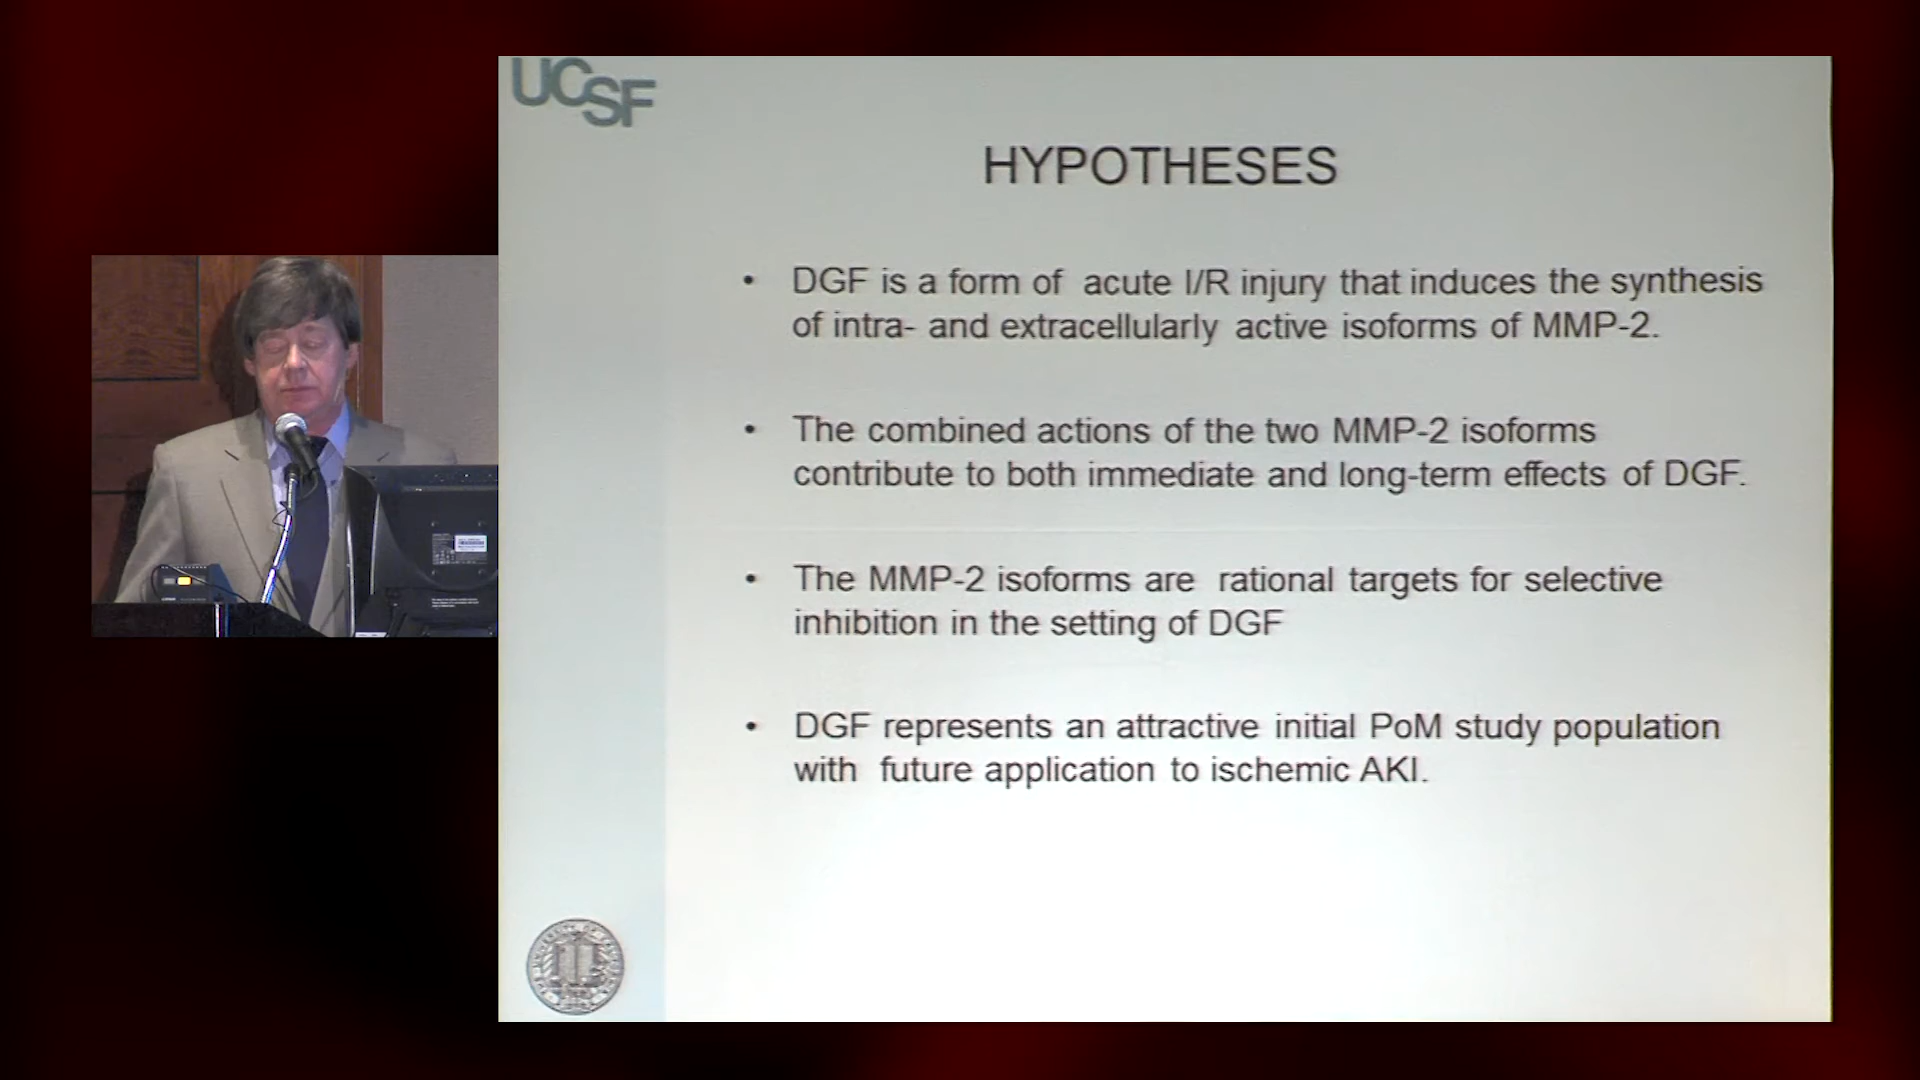 UCSF
HYPOTHESES
• DGF is a form of acute I/R injury that induces the synthesis
of intra- and extracellularly active isoforms of MMP-2.
• The combined actions of the two MMP-2 isoforms
contribute to both immediate and long-term effects of DGF.
• The MMP-2 isoforms are rational targets for selective
inhibition in the setting of DGF
• DGF represents an attractive initial PoM study population
with future application to ischemic AKI.